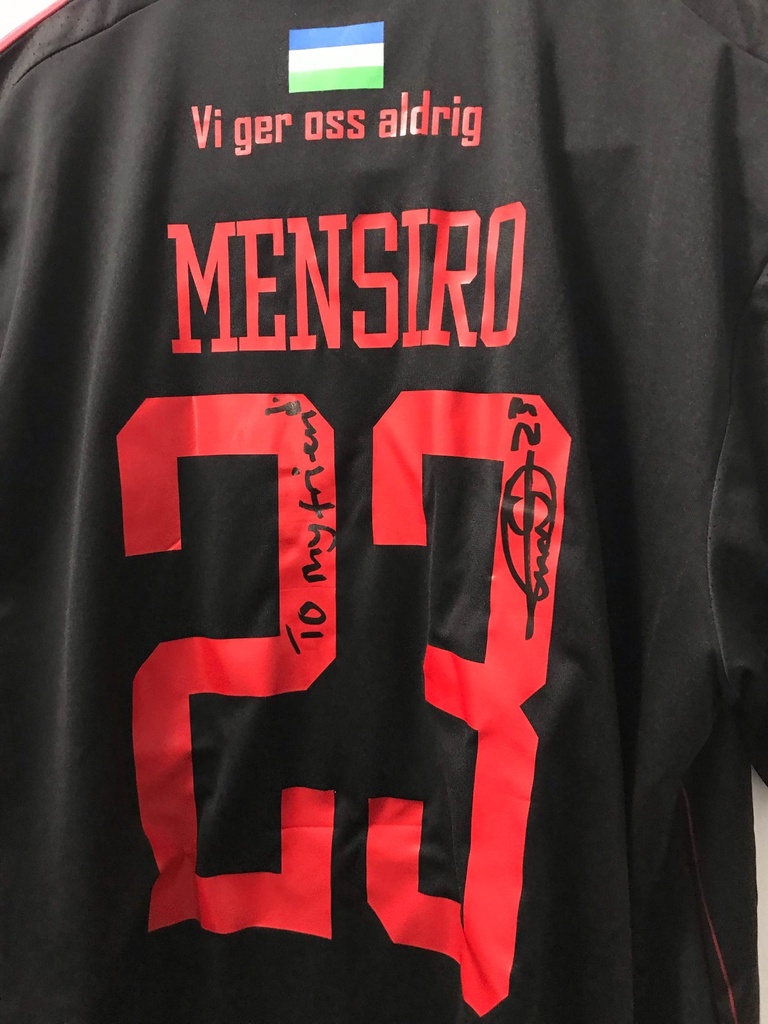 Vi ger oss aldrig
MENSIRO
23
To my friend
23